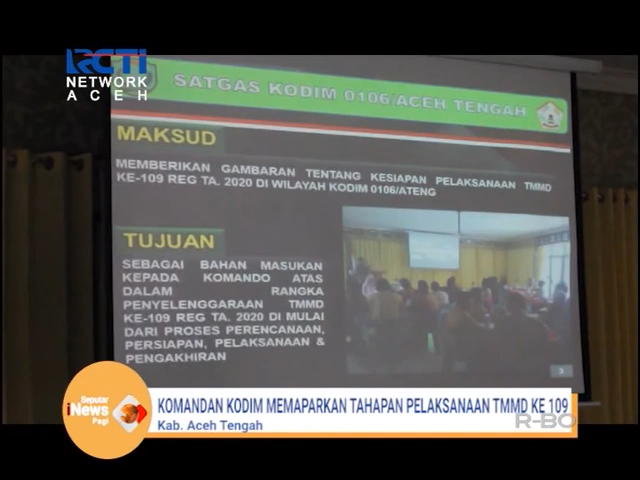 RCTI
NETWORK
ACEH
SATGAS KODIM 0106/ACEH TENGAH
MAKSUD
MEMBERIKAN GAMBARAN TENTANG KESIAPAN PELAKSANAAN TMMD
KE-109 REG TA. 2020 DI WILAYAH KODIM 0106/ATENG
TUJUAN
SEBAGAI BAHAN MASUKAN
KEPADA KOMANDO ATAS
DALAM RANGKA
PENYELENGGARAAN TMMD
KE-109 REG TA. 2020 DI MULAI
DARI PROSES PERENCANAAN,
PERSIAPAN, PELAKSANAAN &
PENGAKHIRAN
3
Seputar
iNews
Pagi
KOMANDAN KODIM MEMAPARKAN TAHAPAN PELAKSANAAN TMMD KE 109
Kab. Aceh Tengah
R-BO